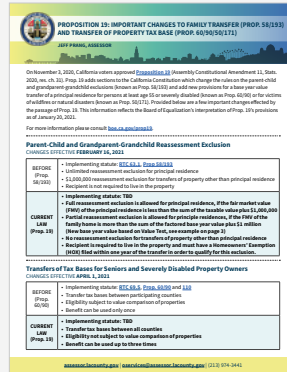 PROPOSITION 19: IMPORTANT CHANGES TO FAMILY TRANSFER (PROP. 58/193)
AND TRANSFER OF PROPERTY TAX BASE (PROP. 60/90/50/171)
JEFF PRANG, ASSESSOR
On November 3, 2020, California voters approved Proposition 19 (Assembly Constitutional Amendment 11, Stats.
2020, res. ch. 31). Prop. 19 adds sections to the California Constitution which change the rules on the parent-child
and grandparent-grandchild exclusions (known as Prop. 58/193) and add new provisions for a base year value
transfer of a principal residence for persons at least age 55 or severely disabled (known as Prop. 60/90) or for victims
of wildfires or natural disasters (known as Prop. 50/171). Provided below are a few important changes effected by
the passage of Prop. 19. This information reflects the Board of Equalization's interpretation of Prop. 19's provisions
as of January 20, 2021.
For more information please consult boe.ca.gov/prop19.
Parent-Child and Grandparent-Grandchild Reassessment Exclusion
CHANGES EFFECTIVE FEBRUARY 16, 2021
BEFORE
(Prop.
58/193)
• Implementing statute: RTC 63.1, Prop 58/193
• Unlimited reassessment exclusion for principal residence
• $1,000,000 reassessment exclusion for transfers of property other than principal residence
• Recipient is not required to live in the property
CURRENT
LAW
(Prop. 19)
• Implementing statute: TBD
• Full reassessment exclusion is allowed for principal residence, if the fair market value
(FMV) of the principal residence is less than the sum of the taxable value plus $1,000,000
• Partial reassessment exclusion is allowed for principle residences, if the FMV of the
family home is more than the sum of the factored base year value plus $1 million
(New base year value based on Value Test, see example on page 2)
• No reassessment exclusion for transfers of property other than principal residence
• Recipient is required to live in the property and must have a Homeowners' Exemption
(HOX) filed within one year of the transfer in order to qualify for this exclusion.
Transfers of Tax Bases for Seniors and Severely Disabled Property Owners
CHANGES EFFECTIVE APRIL 1, 2021
BEFORE
(Prop.
60/90)
• Implementing statute: RTC 69.5, Prop. 60/90 and 110
• Transfer tax bases between participating counties
• Eligibility subject to value comparison of properties
• Benefit can be used only once
CURRENT
LAW
(Prop. 19)
• Implementing statute: TBD
• Transfer tax bases between all counties
• Eligibility not subject to value comparison of properties
• Benefit can be used up to three times
assessor.lacounty.gov | pservices@assessor.lacounty.gov | (213) 974-3441